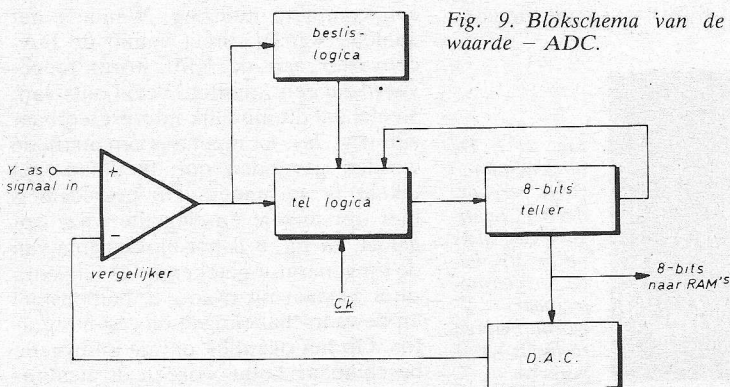 Fig. 9. Blokschema van de
waarde – ADC.
beslis-
logica
Y-as
signaal in
+
−
vergelijker
tel logica
Ck
8-bits
teller
8-bits
naar RAM's
D.A.C.